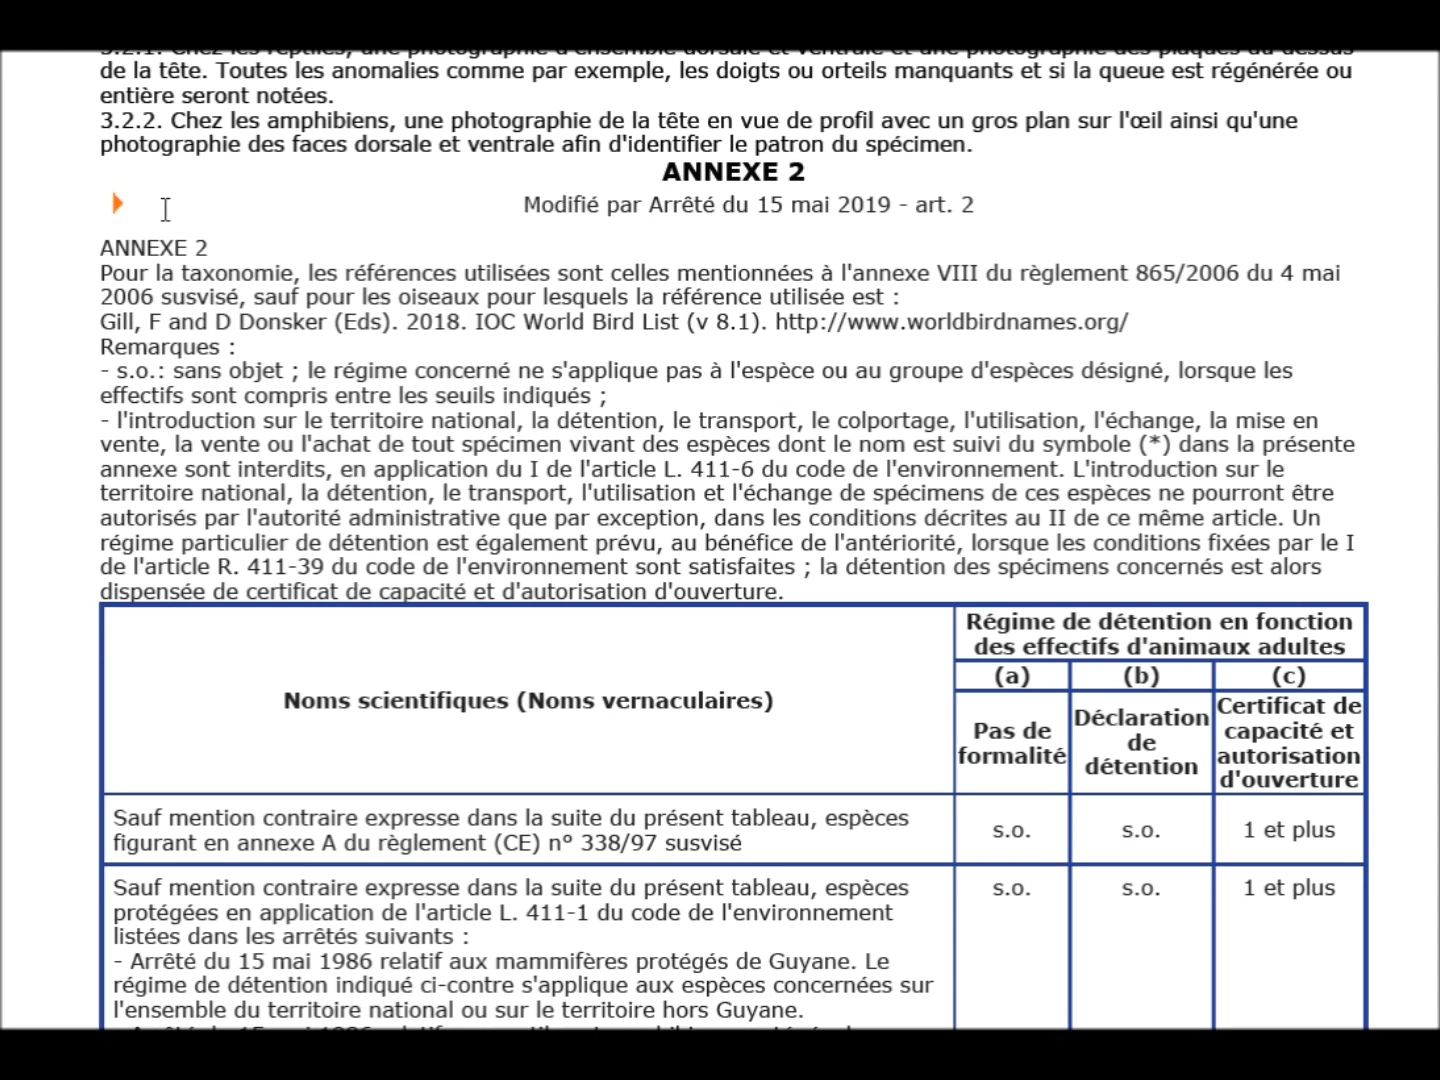 de la tête. Toutes les anomalies comme par exemple, les doigts ou orteils manquants et si la queue est régénérée ou
entière seront notées.
3.2.2. Chez les amphibiens, une photographie de la tête en vue de profil avec un gros plan sur l'œil ainsi qu'une
photographie des faces dorsale et ventrale afin d'identifier le patron du spécimen.
ANNEXE 2
Modifié par Arrêté du 15 mai 2019 - art. 2
ANNEXE 2
Pour la taxonomie, les références utilisées sont celles mentionnées à l'annexe VIII du règlement 865/2006 du 4 mai
2006 susvisé, sauf pour les oiseaux pour lesquels la référence utilisée est :
Gill, F and D Donsker (Eds). 2018. IOC World Bird List (v 8.1). http://www.worldbirdnames.org/
Remarques :
- s.o.: sans objet ; le régime concerné ne s'applique pas à l'espèce ou au groupe d'espèces désigné, lorsque les
effectifs sont compris entre les seuils indiqués ;
- l'introduction sur le territoire national, la détention, le transport, le colportage, l'utilisation, l'échange, la mise en
vente, la vente ou l'achat de tout spécimen vivant des espèces dont le nom est suivi du symbole (*) dans la présente
annexe sont interdits, en application du I de l'article L. 411-6 du code de l'environnement. L'introduction sur le
territoire national, la détention, le transport, l'utilisation et l'échange de spécimens de ces espèces ne pourront être
autorisés par l'autorité administrative que par exception, dans les conditions décrites au II de ce même article. Un
régime particulier de détention est également prévu, au bénéfice de l'antériorité, lorsque les conditions fixées par le I
de l'article R. 411-39 du code de l'environnement sont satisfaites ; la détention des spécimens concernés est alors
dispensée de certificat de capacité et d'autorisation d'ouverture.
Noms scientifiques (Noms vernaculaires)
Régime de détention en fonction
des effectifs d'animaux adultes
(a)
(b)
(c)
Pas de
formalité
Déclaration
de
détention
Certificat de
capacité et
autorisation
d'ouverture
Sauf mention contraire expresse dans la suite du présent tableau, espèces
figurant en annexe A du règlement (CE) n° 338/97 susvisé
s.o.
s.o.
1 et plus
Sauf mention contraire expresse dans la suite du présent tableau, espèces
protégées en application de l'article L. 411-1 du code de l'environnement
listées dans les arrêtés suivants :
- Arrêté du 15 mai 1986 relatif aux mammifères protégés de Guyane. Le
régime de détention indiqué ci-contre s'applique aux espèces concernées sur
l'ensemble du territoire national ou sur le territoire hors Guyane.
s.o.
s.o.
1 et plus